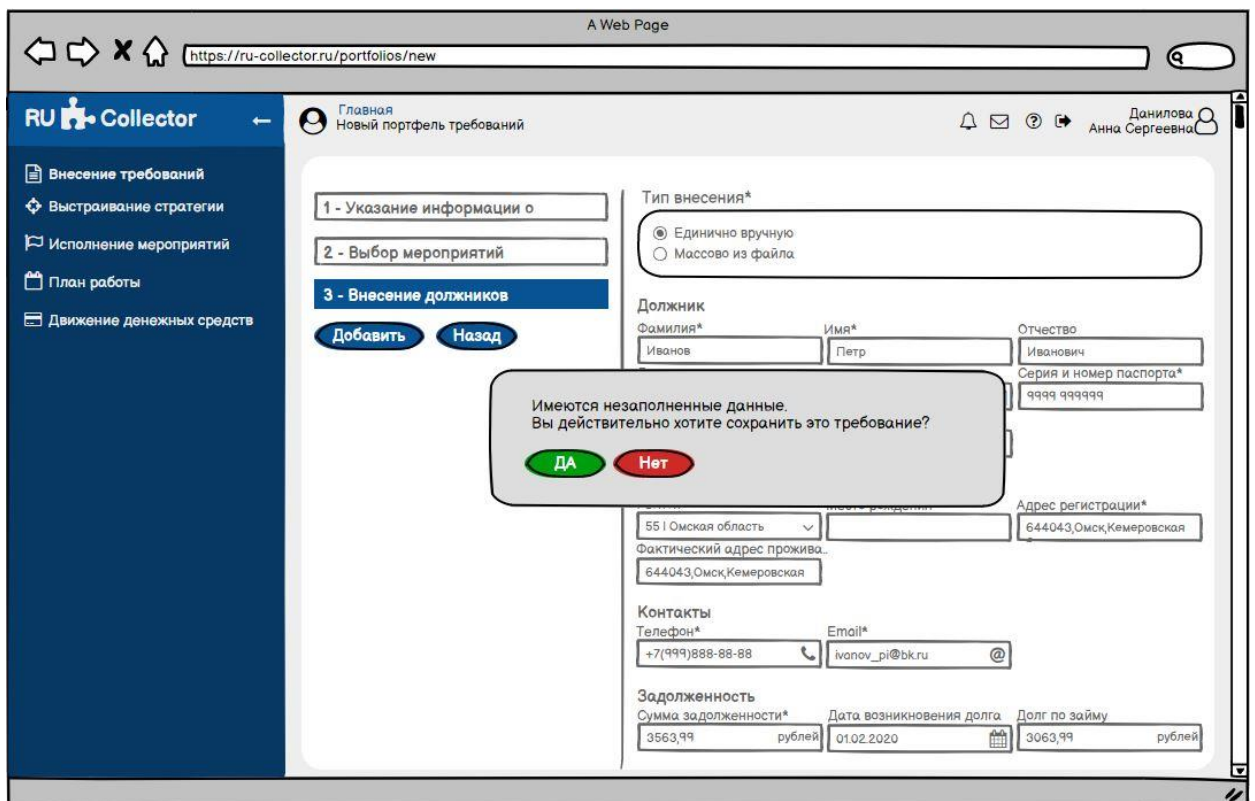 A Web Page
https://ru-collector.ru/portfolios/new
RU Collector
Главная
Новый портфель требований
Данилова
Анна Сергеевна
Внесение требований
Выстраивание стратегии
Исполнение мероприятий
План работы
Движение денежных средств
1 - Указание информации о
2 - Выбор мероприятий
3 - Внесение должников
Добавить Назад
Тип внесения*
Единично вручную
Массово из файла
Должник
Фамилия* Имя* Отчество
Иванов Петр Иванович
Серия и номер паспорта*
9999 999999
Имеются незаполненные данные.
Вы действительно хотите сохранить это требование?
ДА Нет
Адрес регистрации*
55 | Омская область 644043,Омск,Кемеровская
Фактический адрес прожива..
644043,Омск,Кемеровская
Контакты
Телефон* Email*
+7(999)888-88-88 ivanov_pi@bk.ru @
Задолженность
Сумма задолженности* Дата возникновения долга Долг по займу
3563,99 рублей 01.02.2020 3063,99 рублей